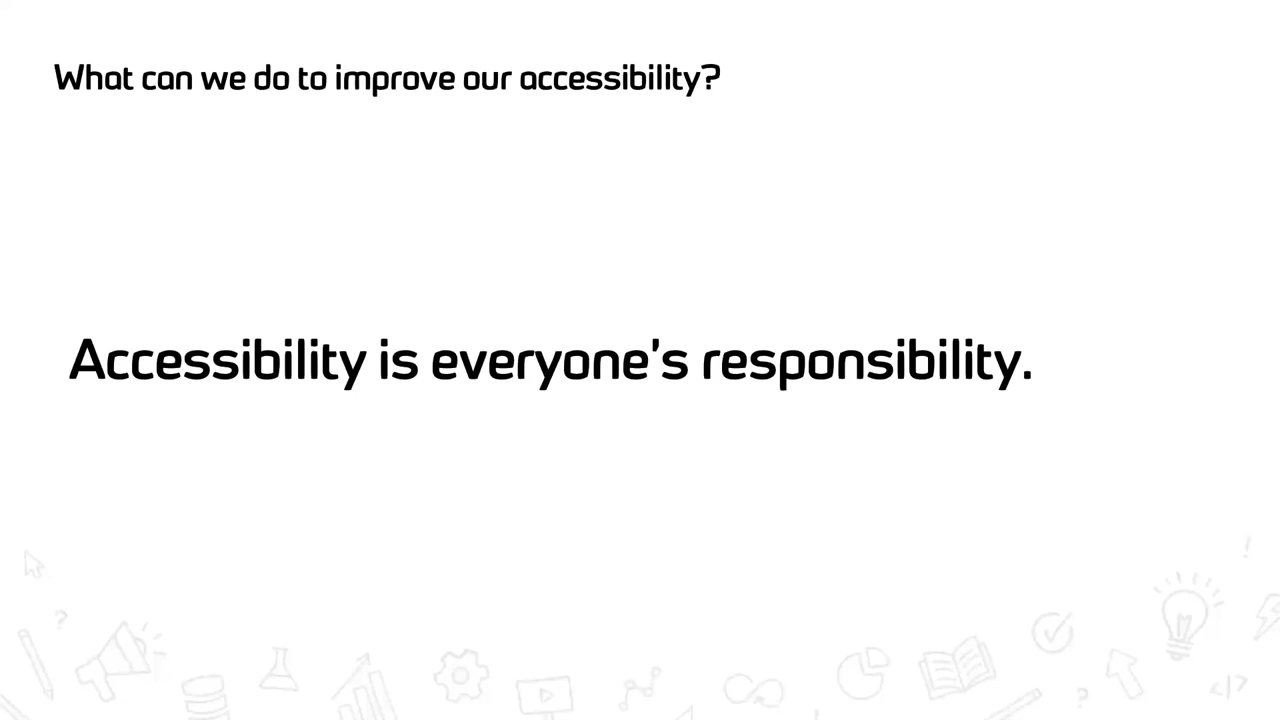 What can we do to improve our accessibility?
Accessibility is everyone's responsibility.